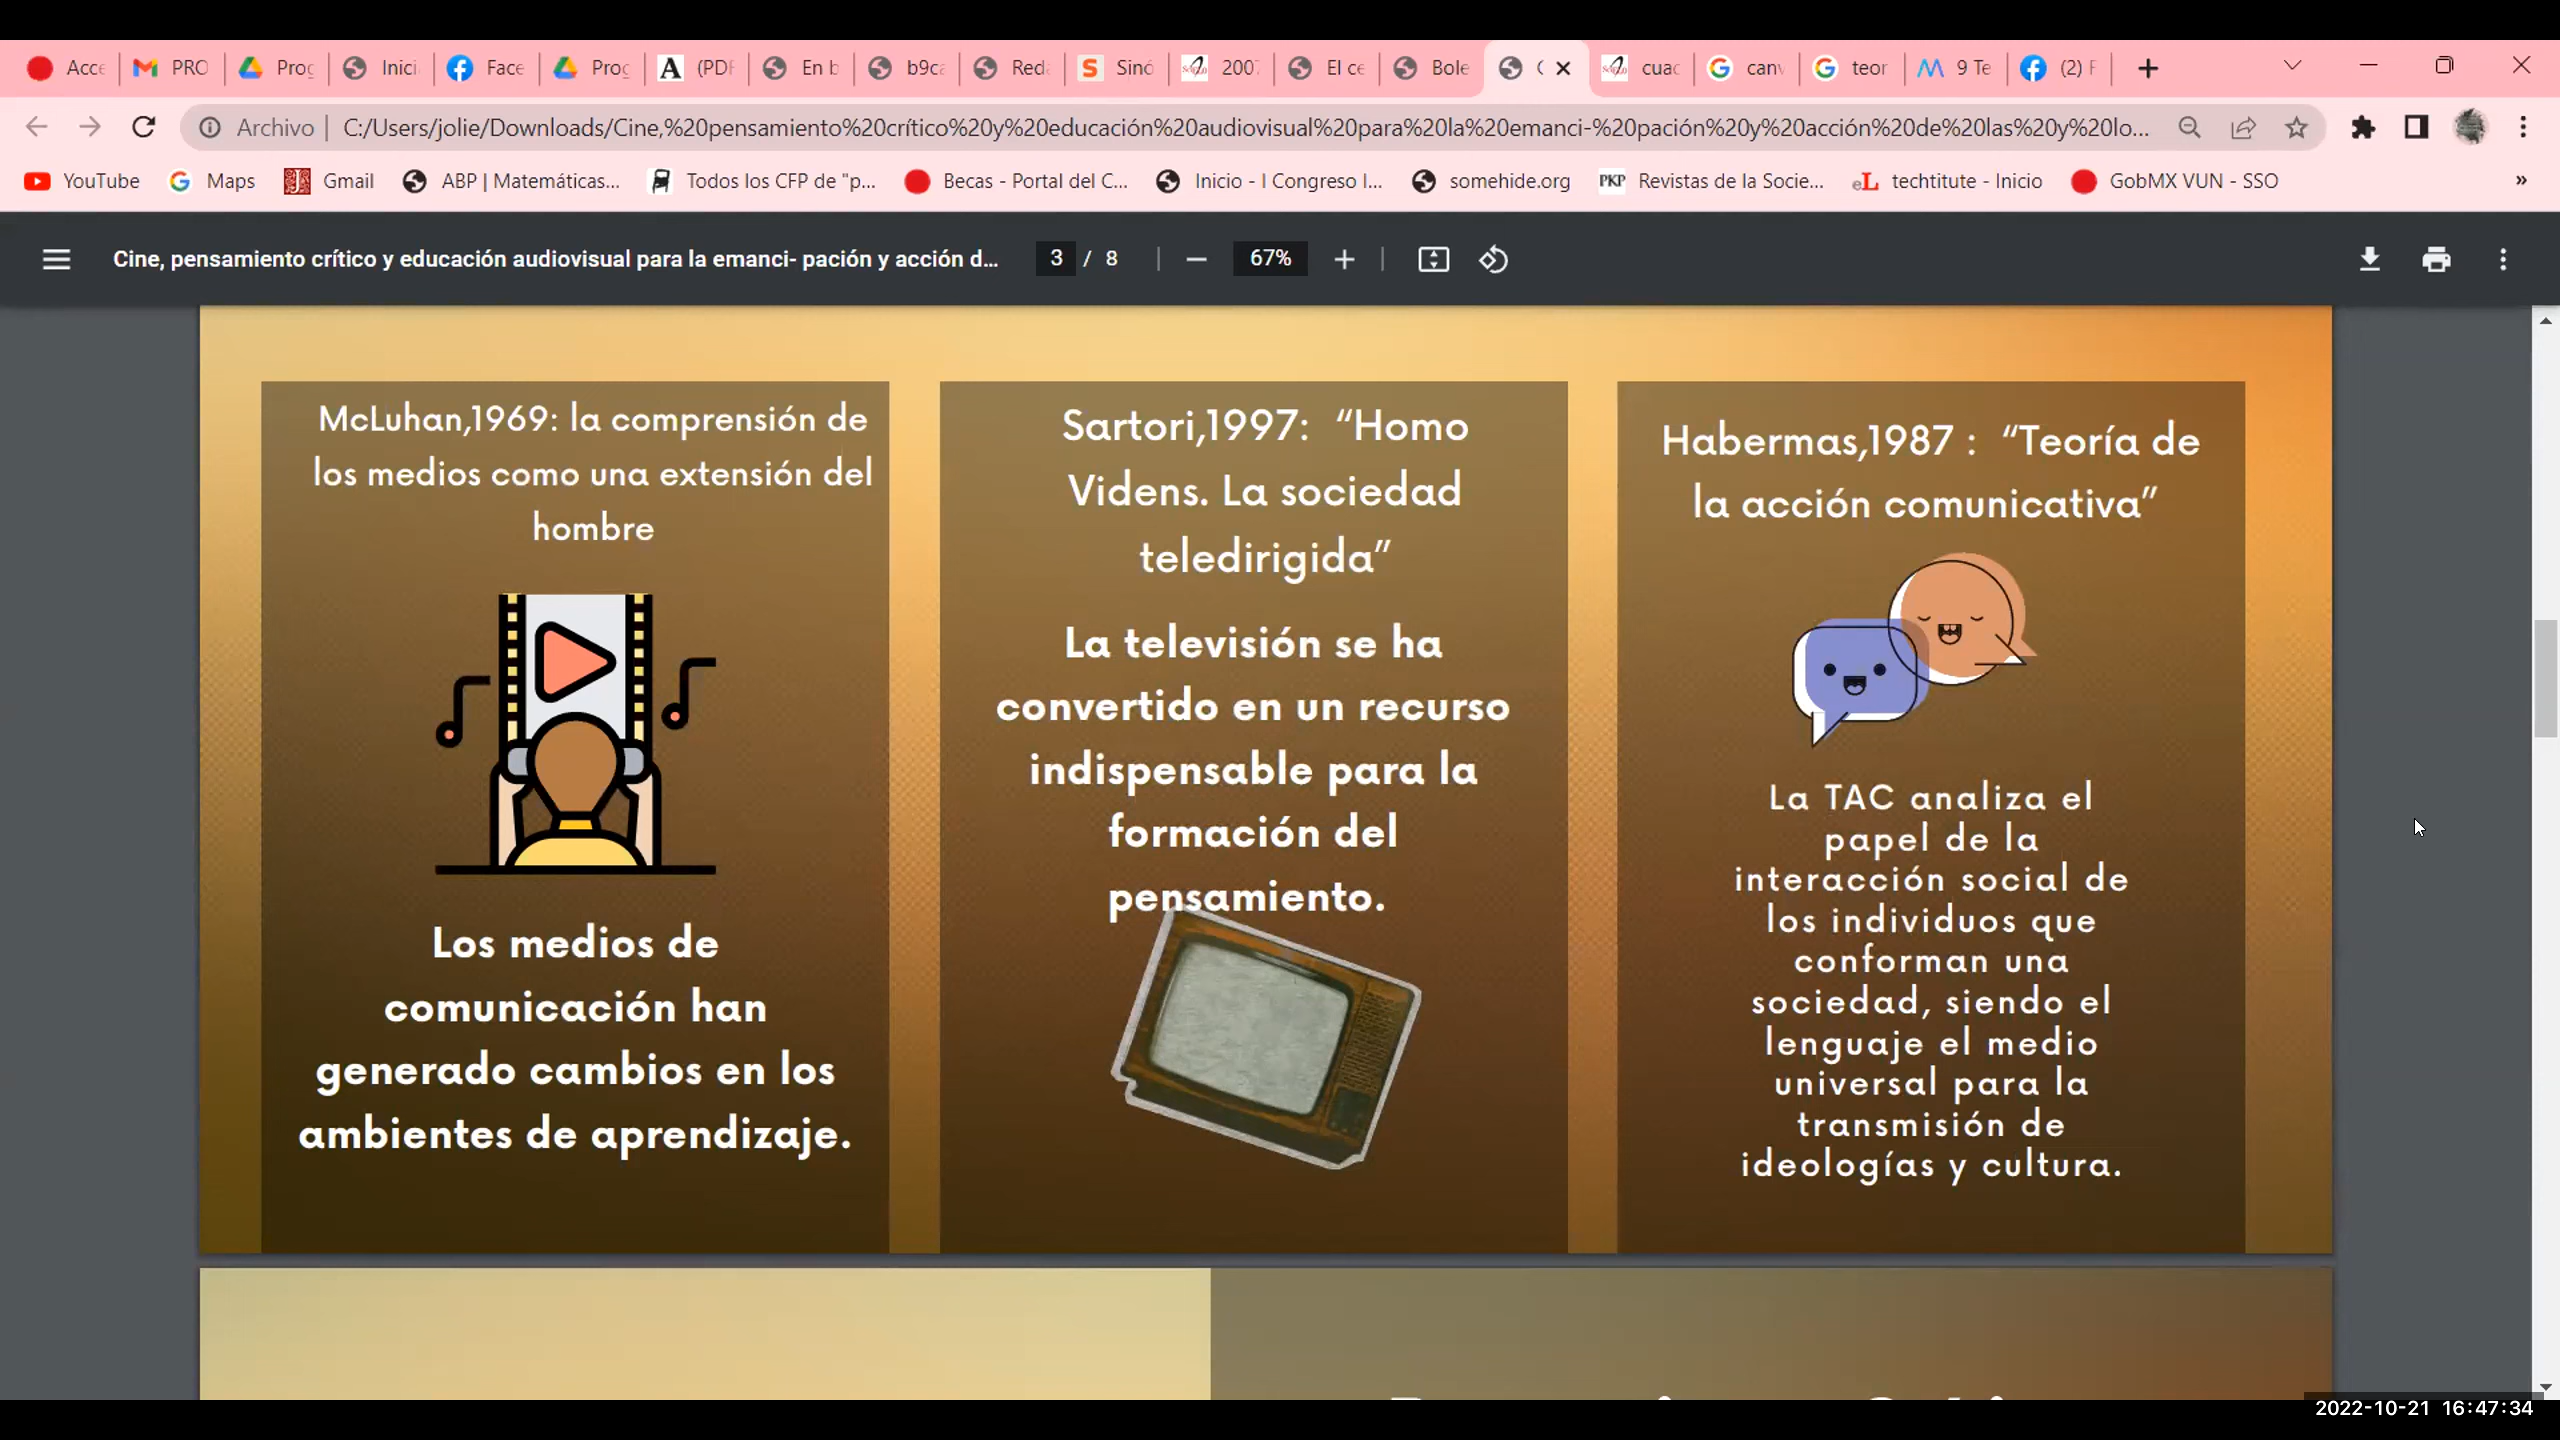 Acce
PRO
Prog
Inici
Face
Prog
(PDF
En b
b9ca
Red
Sinó
2007
El ce
Bole
cuac
canv
teor
9 Te
(2) F
Archivo
C:/Users/jolie/Downloads/Cine,%20pensamiento%20crítico%20y%20educación%20audiovisual%20para%20la%20emanci-%20pación%20y%20acción%20de%20las%20y%20lo...
YouTube
Maps
Gmail
ABP | Matemáticas...
Todos los CFP de "p...
Becas - Portal del C...
Inicio - I Congreso I...
somehide.org
PKP
Revistas de la Socie...
techtitute - Inicio
GobMX VUN - SSO
»
Cine, pensamiento crítico y educación audiovisual para la emanci- pación y acción d...
3 / 8
67%
McLuhan,1969: la comprensión de
los medios como una extensión del
hombre
Los medios de
comunicación han
generado cambios en los
ambientes de aprendizaje.
Sartori,1997: “Homo
Videns. La sociedad
teledirigida”
La televisión se ha
convertido en un recurso
indispensable para la
formación del
pensamiento.
Habermas,1987 : “Teoría de
la acción comunicativa”
La TAC analiza el
papel de la
interacción social de
los individuos que
conforman una
sociedad, siendo el
lenguaje el medio
universal para la
transmisión de
ideologías y cultura.
2022-10-21 16:47:34